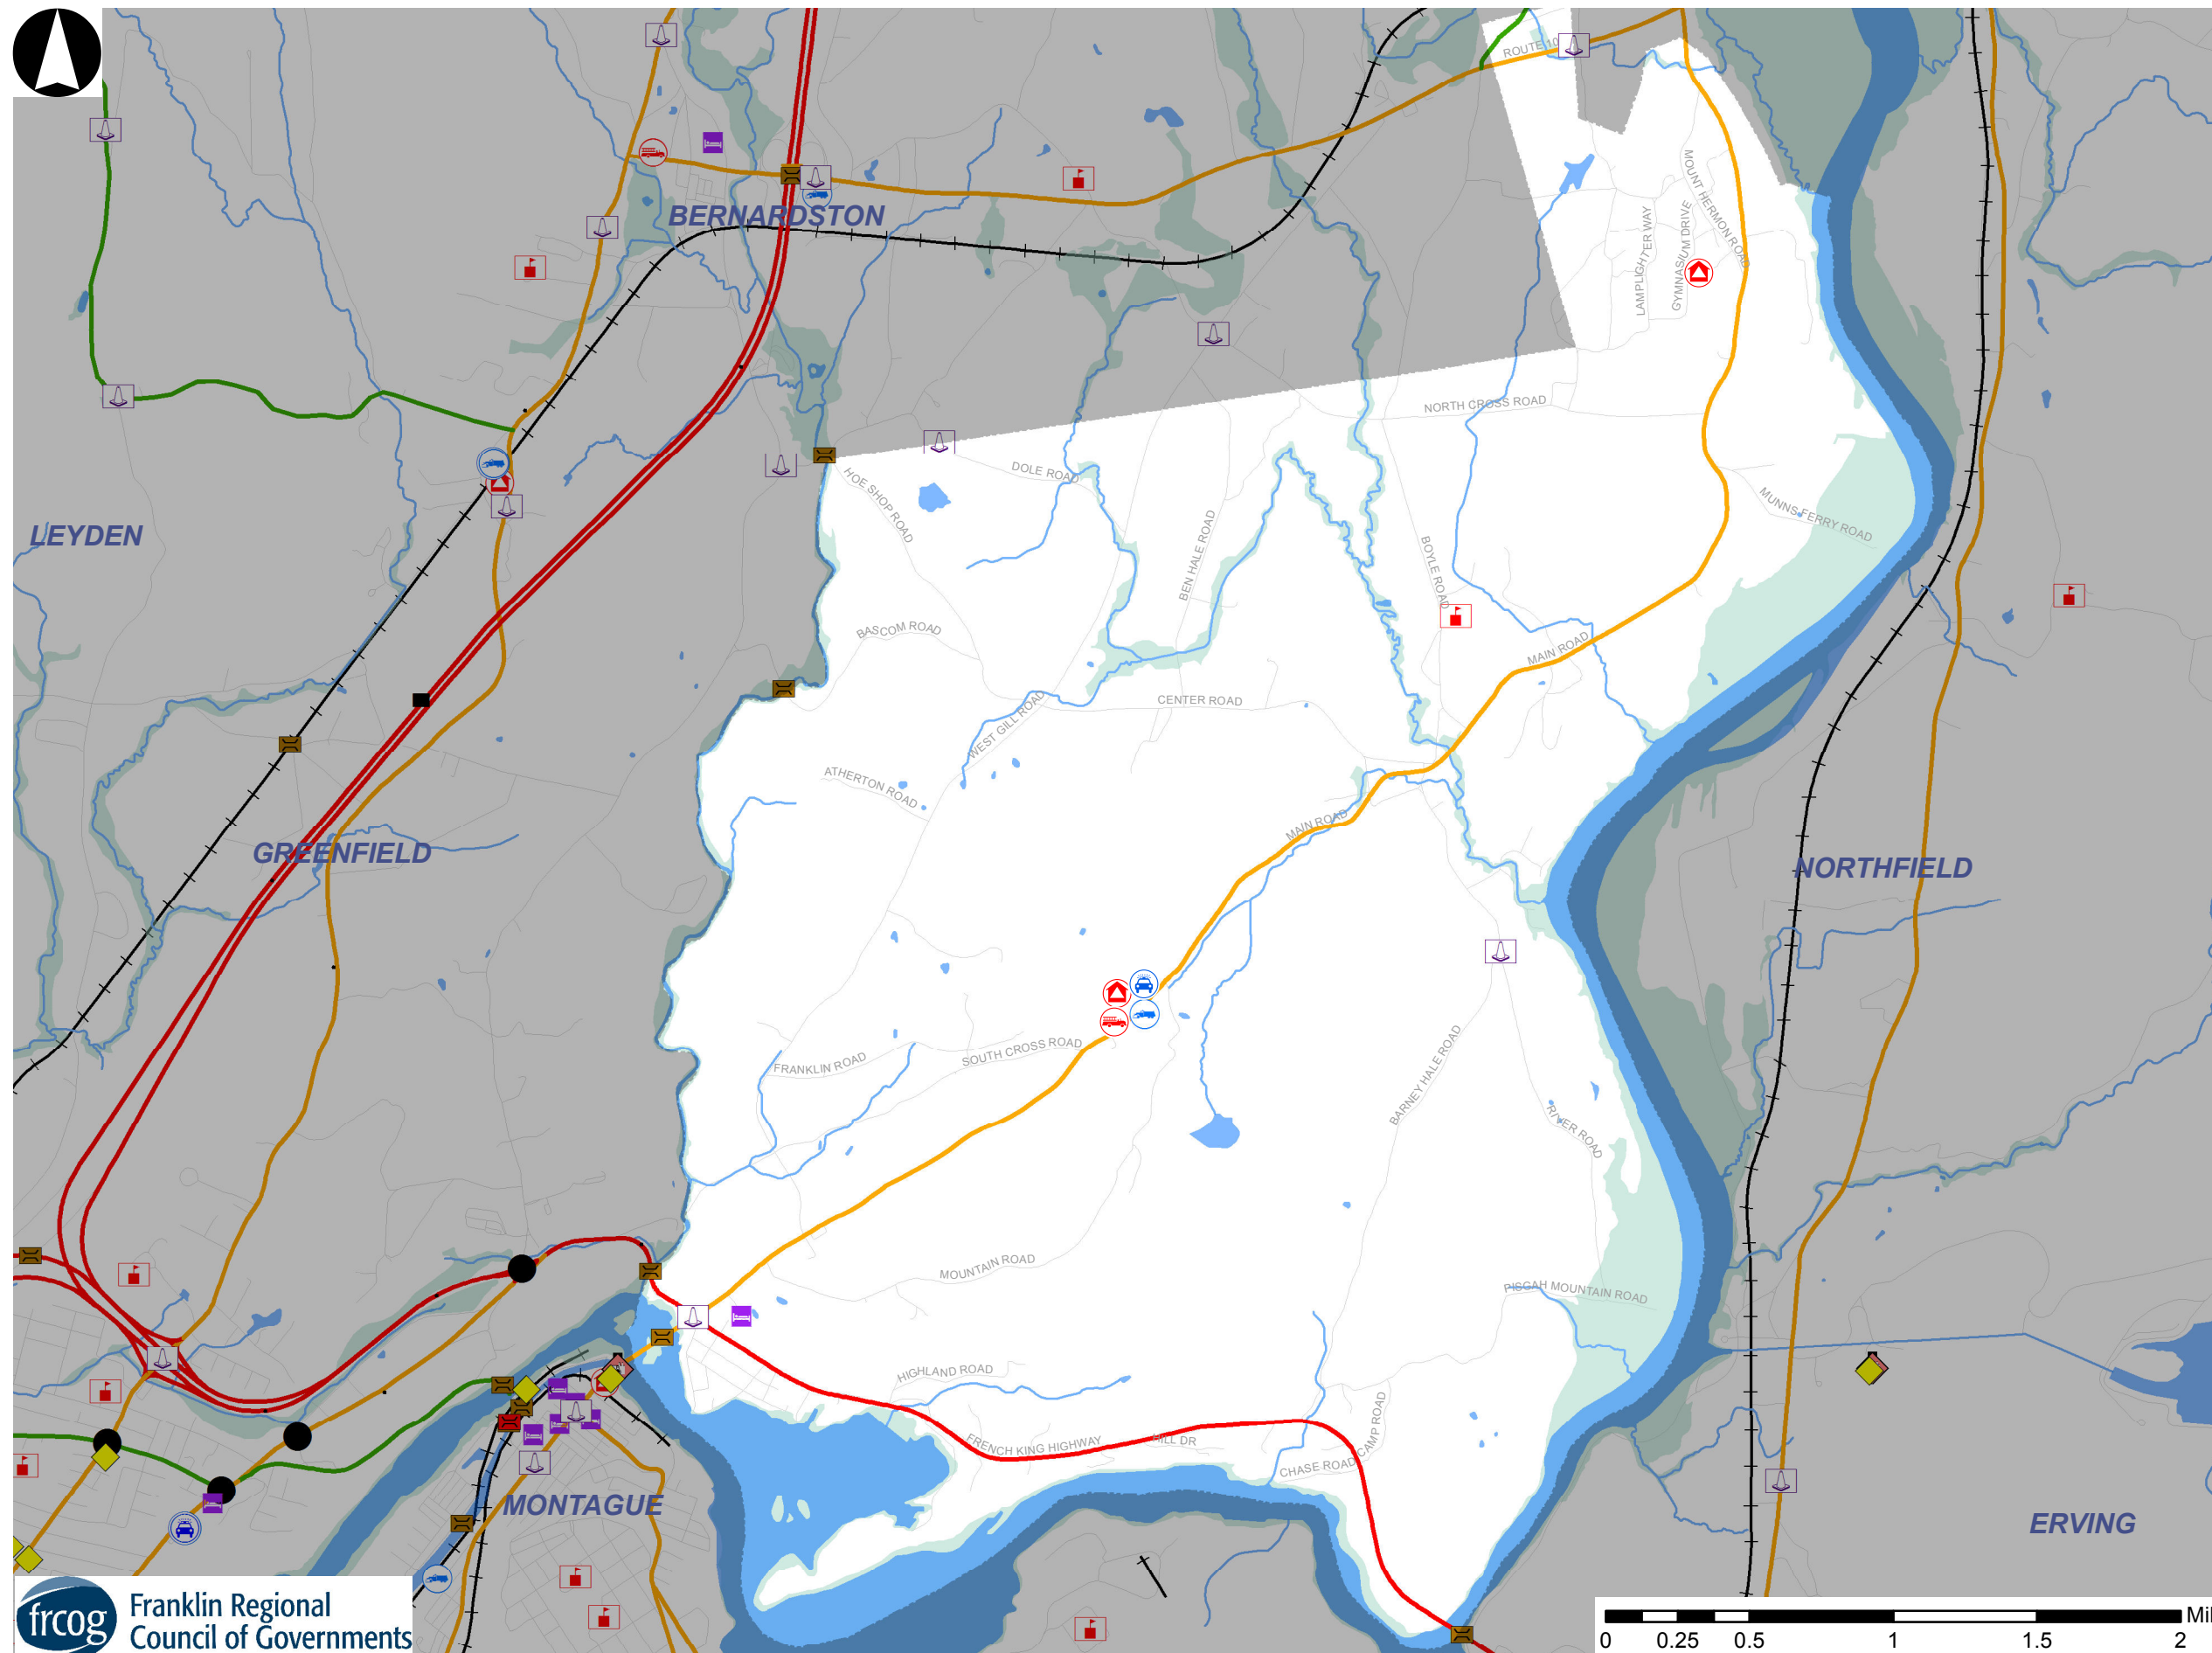 ROUTE 10
MOUNT HERMON ROAD
LAMPLIGHTER WAY
GYMNASIUM DRIVE
BERNARDSTON
NORTH CROSS ROAD
DOLE ROAD
HOE SHOP ROAD
MUNNS FERRY ROAD
LEYDEN
BEN HALE ROAD
BOYLE ROAD
BASCOM ROAD
MAIN ROAD
CENTER ROAD
WEST GILL ROAD
ATHERTON ROAD
MAIN ROAD
GREENFIELD
NORTHFIELD
SOUTH CROSS ROAD
FRANKLIN ROAD
BARNEY HALE ROAD
RIVER ROAD
MOUNTAIN ROAD
PISGAH MOUNTAIN ROAD
HIGHLAND ROAD
CAMP ROAD
FRENCH KING HIGHWAY
HILL DR
CHASE ROAD
MONTAGUE
ERVING
frcog
Franklin Regional
Council of Governments
Mil
0 0.25 0.5 1 1.5 2